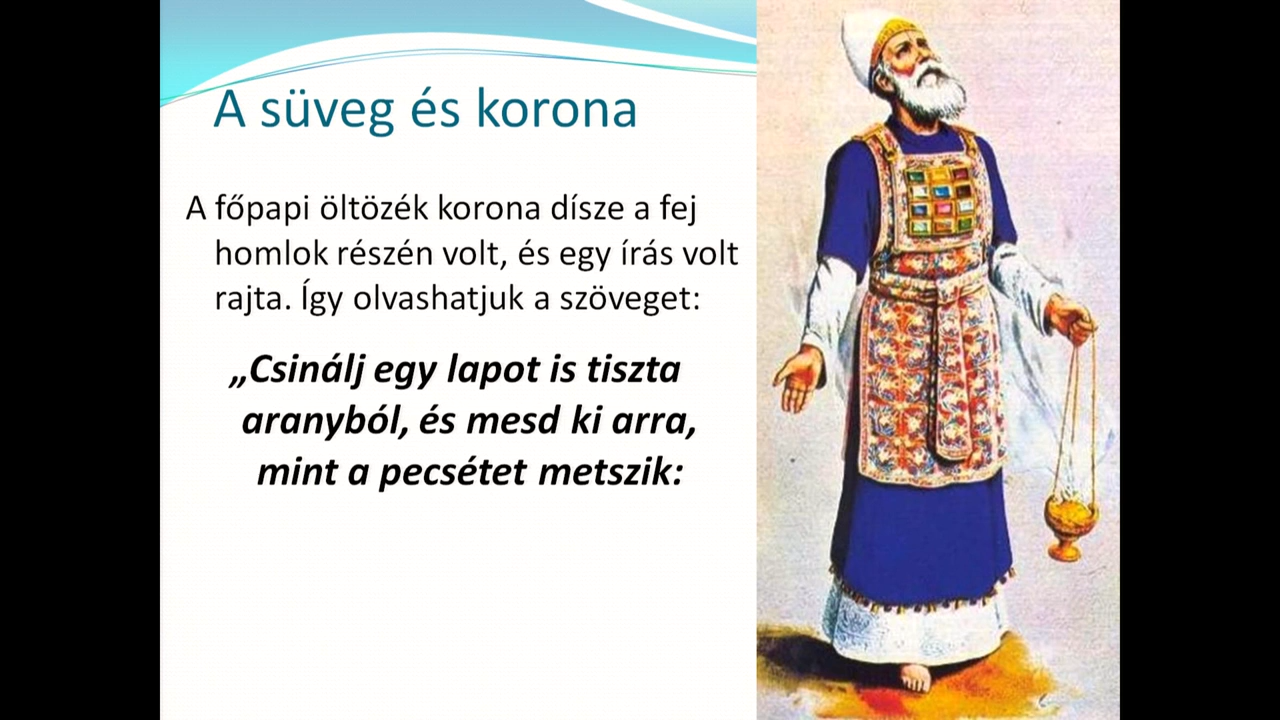 A süveg és korona
A főpapi öltözék korona dísze a fej
homlok részén volt, és egy írás volt
rajta. Így olvashatjuk a szöveget:
„Csinálj egy lapot is tiszta
aranyból, és mesd ki arra,
mint a pecsétet metszik: